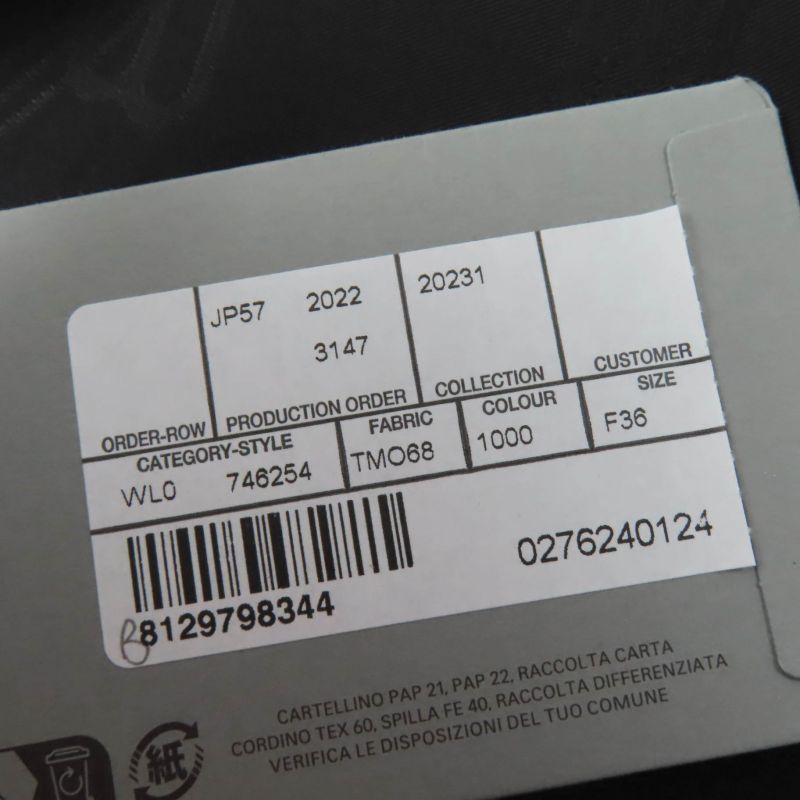 JP57 2022 20231
3147
ORDER-ROW PRODUCTION ORDER COLLECTION CUSTOMER
CATEGORY-STYLE FABRIC COLOUR SIZE
WL0 746254 TMO68 1000 F36
0276240124
B8129798344
CARTELLINO PAP 21, PAP 22, RACCOLTA CARTA
CORDINO TEX 60, SPILLA FE 40, RACCOLTA DIFFERENZIATA
VERIFICA LE DISPOSIZIONI DEL TUO COMUNE
紙